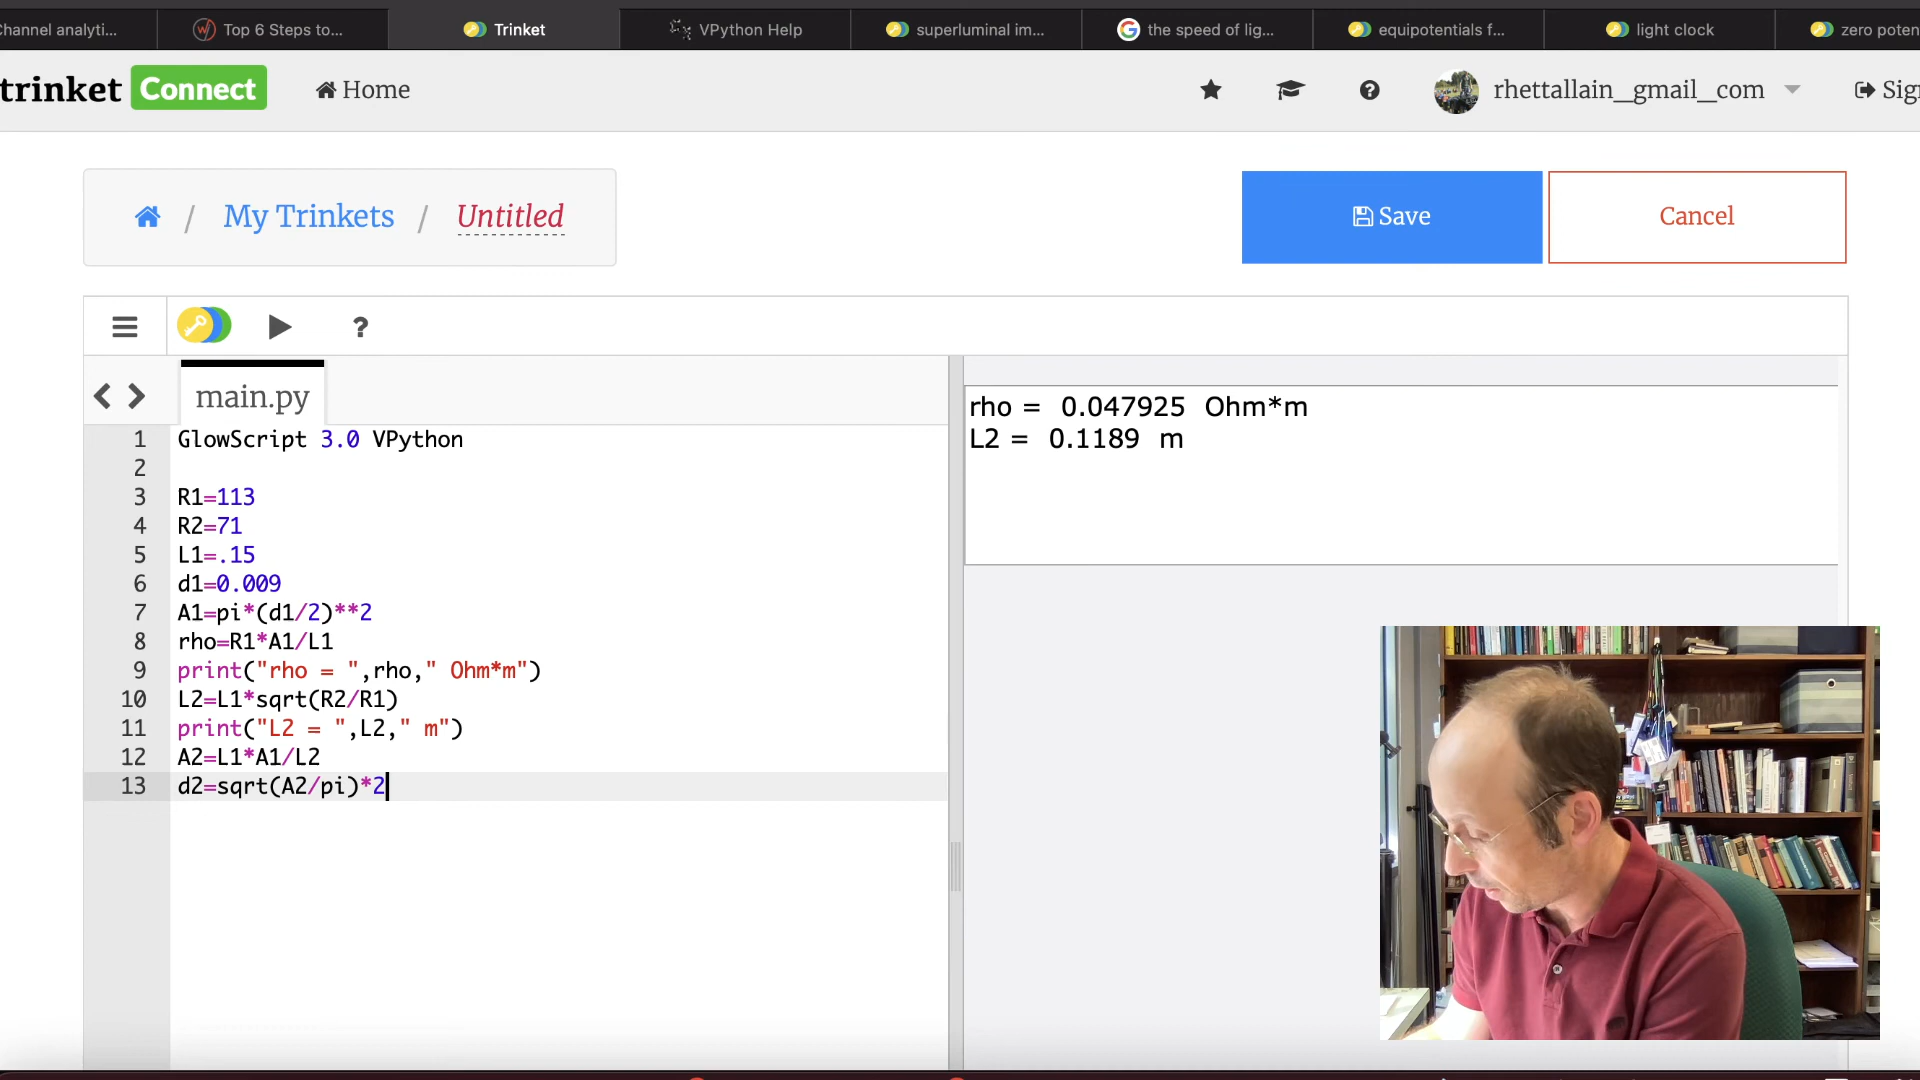 Channel analyti...
Top 6 Steps to...
Trinket
VPython Help
superluminal im...
the speed of lig...
equipotentials f...
light clock
zero poten
trinket Connect
Home
rhettallain_gmail_com
Sign
/ My Trinkets / Untitled
Save
Cancel
?
main.py
1 GlowScript 3.0 VPython
2
3 R1=113
4 R2=71
5 L1=.15
6 d1=0.009
7 A1=pi*(d1/2)**2
8 rho=R1*A1/L1
9 print("rho = ",rho," Ohm*m")
10 L2=L1*sqrt(R2/R1)
11 print("L2 = ",L2," m")
12 A2=L1*A1/L2
13 d2=sqrt(A2/pi)*2
rho = 0.047925 Ohm*m
L2 = 0.1189 m